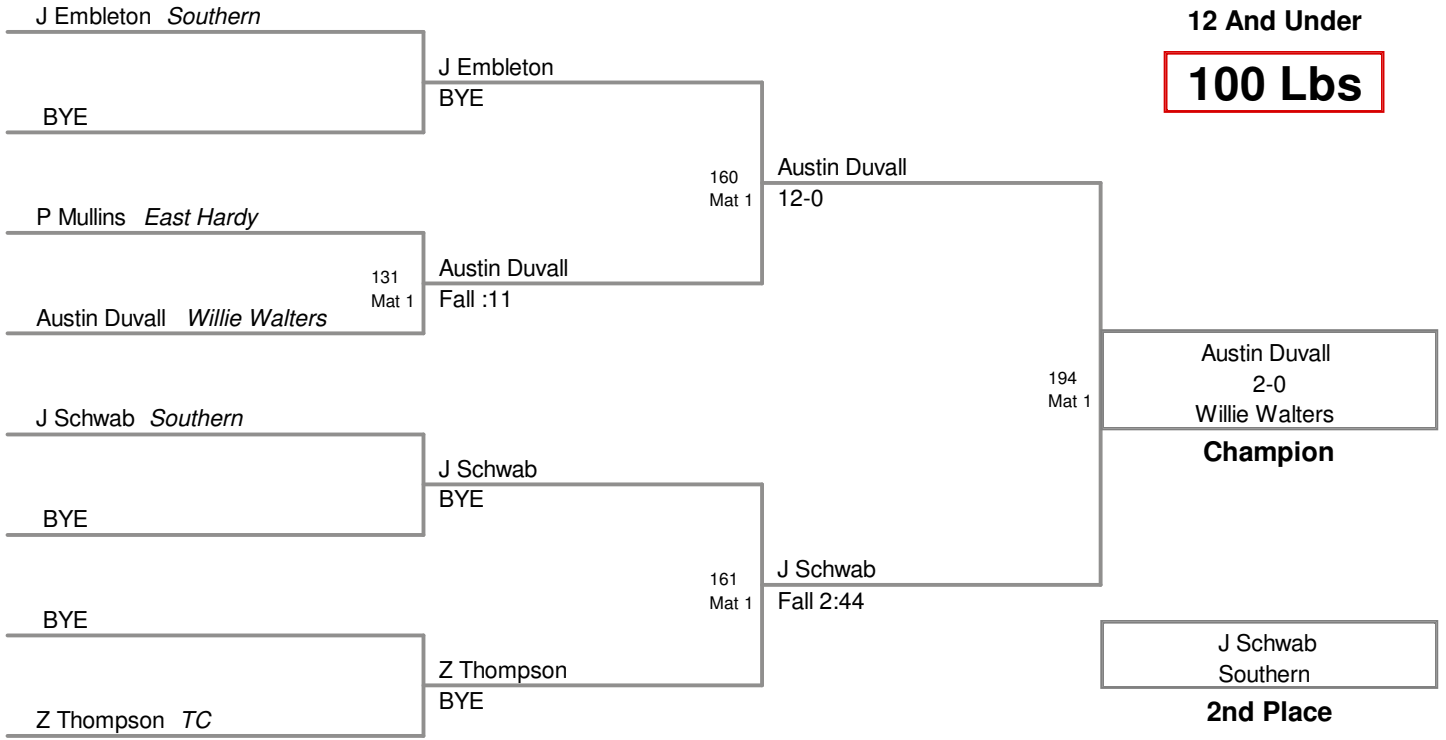 J Embleton Southern
BYE
P Mullins East Hardy
Austin Duvall Willie Walters
J Schwab Southern
BYE
BYE
Z Thompson TC
J Embleton
BYE
131
Mat 1
Austin Duvall
Fall :11
J Schwab
BYE
Z Thompson
BYE
160
Mat 1
Austin Duvall
12-0
161
Mat 1
J Schwab
Fall 2:44
12 And Under
100 Lbs
194
Mat 1
Austin Duvall
2-0
Willie Walters
Champion
J Schwab
Southern
2nd Place